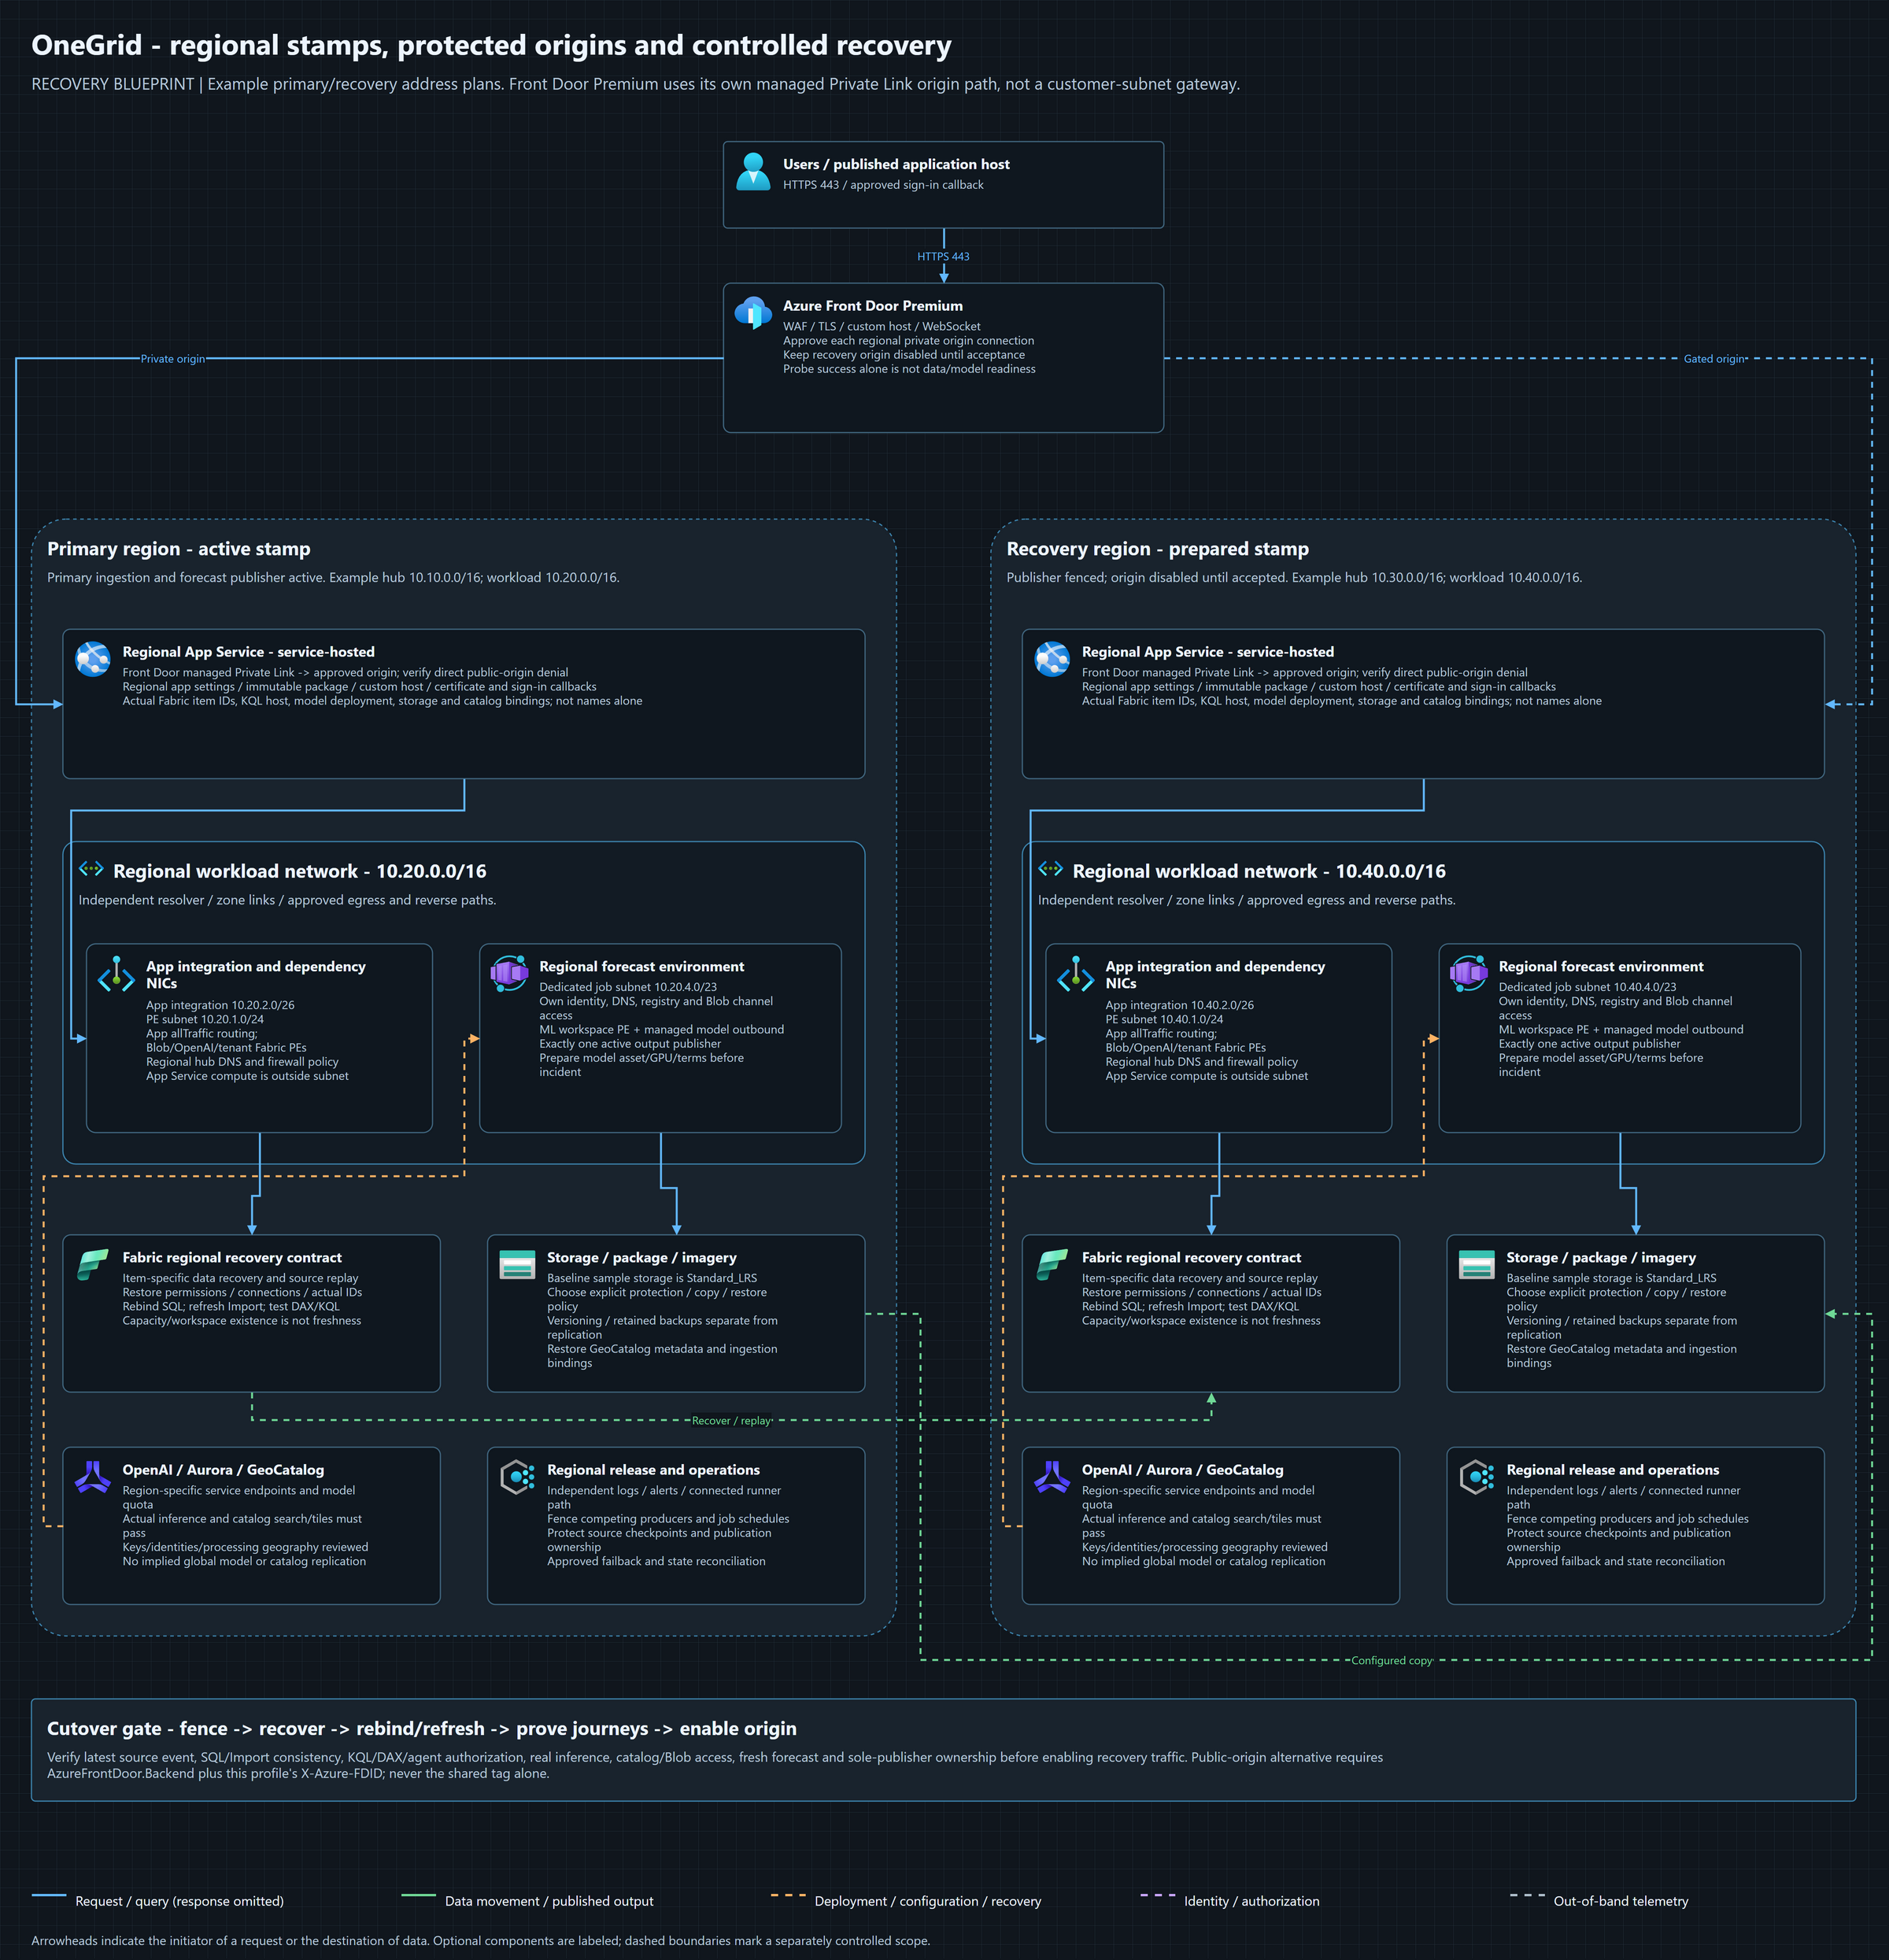 OneGrid - regional stamps, protected origins and controlled recovery
RECOVERY BLUEPRINT | Example primary/recovery address plans. Front Door Premium uses its own managed Private Link origin path, not a customer-subnet gateway.
Users / published application host
HTTPS 443 / approved sign-in callback
HTTPS 443
Azure Front Door Premium
WAF / TLS / custom host / WebSocket
Approve each regional private origin connection
Keep recovery origin disabled until acceptance
Probe success alone is not data/model readiness
Private origin
Gated origin
Primary region - active stamp
Primary ingestion and forecast publisher active. Example hub 10.10.0.0/16; workload 10.20.0.0/16.
Regional App Service - service-hosted
Front Door managed Private Link -> approved origin; verify direct public-origin denial
Regional app settings / immutable package / custom host / certificate and sign-in callbacks
Actual Fabric item IDs, KQL host, model deployment, storage and catalog bindings; not names alone
Regional workload network - 10.20.0.0/16
Independent resolver / zone links / approved egress and reverse paths.
App integration and dependency
NICs
App integration 10.20.2.0/26
PE subnet 10.20.1.0/24
App allTraffic routing;
Blob/OpenAI/tenant Fabric PEs
Regional hub DNS and firewall policy
App Service compute is outside subnet
Regional forecast environment
Dedicated job subnet 10.20.4.0/23
Own identity, DNS, registry and Blob channel
access
ML workspace PE + managed model outbound
Exactly one active output publisher
Prepare model asset/GPU/terms before
incident
Fabric regional recovery contract
Item-specific data recovery and source replay
Restore permissions / connections / actual IDs
Rebind SQL; refresh Import; test DAX/KQL
Capacity/workspace existence is not freshness
Storage / package / imagery
Baseline sample storage is Standard_LRS
Choose explicit protection / copy / restore
policy
Versioning / retained backups separate from
replication
Restore GeoCatalog metadata and ingestion
bindings
Recover / replay
OpenAI / Aurora / GeoCatalog
Region-specific service endpoints and model
quota
Actual inference and catalog search/tiles must
pass
Keys/identities/processing geography reviewed
No implied global model or catalog replication
Regional release and operations
Independent logs / alerts / connected runner
path
Fence competing producers and job schedules
Protect source checkpoints and publication
ownership
Approved failback and state reconciliation
Recovery region - prepared stamp
Publisher fenced; origin disabled until accepted. Example hub 10.30.0.0/16; workload 10.40.0.0/16.
Regional App Service - service-hosted
Front Door managed Private Link -> approved origin; verify direct public-origin denial
Regional app settings / immutable package / custom host / certificate and sign-in callbacks
Actual Fabric item IDs, KQL host, model deployment, storage and catalog bindings; not names alone
Regional workload network - 10.40.0.0/16
Independent resolver / zone links / approved egress and reverse paths.
App integration and dependency
NICs
App integration 10.40.2.0/26
PE subnet 10.40.1.0/24
App allTraffic routing;
Blob/OpenAI/tenant Fabric PEs
Regional hub DNS and firewall policy
App Service compute is outside subnet
Regional forecast environment
Dedicated job subnet 10.40.4.0/23
Own identity, DNS, registry and Blob channel
access
ML workspace PE + managed model outbound
Exactly one active output publisher
Prepare model asset/GPU/terms before
incident
Fabric regional recovery contract
Item-specific data recovery and source replay
Restore permissions / connections / actual IDs
Rebind SQL; refresh Import; test DAX/KQL
Capacity/workspace existence is not freshness
Storage / package / imagery
Baseline sample storage is Standard_LRS
Choose explicit protection / copy / restore
policy
Versioning / retained backups separate from
replication
Restore GeoCatalog metadata and ingestion
bindings
OpenAI / Aurora / GeoCatalog
Region-specific service endpoints and model
quota
Actual inference and catalog search/tiles must
pass
Keys/identities/processing geography reviewed
No implied global model or catalog replication
Regional release and operations
Independent logs / alerts / connected runner
path
Fence competing producers and job schedules
Protect source checkpoints and publication
ownership
Approved failback and state reconciliation
Configured copy
Cutover gate - fence -> recover -> rebind/refresh -> prove journeys -> enable origin
Verify latest source event, SQL/Import consistency, KQL/DAX/agent authorization, real inference, catalog/Blob access, fresh forecast and sole-publisher ownership before enabling recovery traffic. Public-origin alternative requires
AzureFrontDoor.Backend plus this profile's X-Azure-FDID; never the shared tag alone.
Request / query (response omitted)
Data movement / published output
Deployment / configuration / recovery
Identity / authorization
Out-of-band telemetry
Arrowheads indicate the initiator of a request or the destination of data. Optional components are labeled; dashed boundaries mark a separately controlled scope.